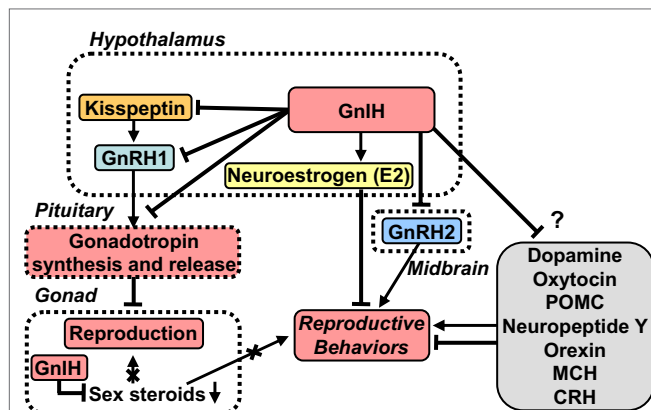 Hypothalamus
Kisspeptin
GnIH
GnRH1
Neuroestrogen (E2)
Pituitary
GnRH2
?
Gonadotropin
synthesis and release
Midbrain
Dopamine
Oxytocin
POMC
Neuropeptide Y
Orexin
MCH
CRH
Gonad
Reproduction
Reproductive
Behaviors
GnIH
Sex steroids